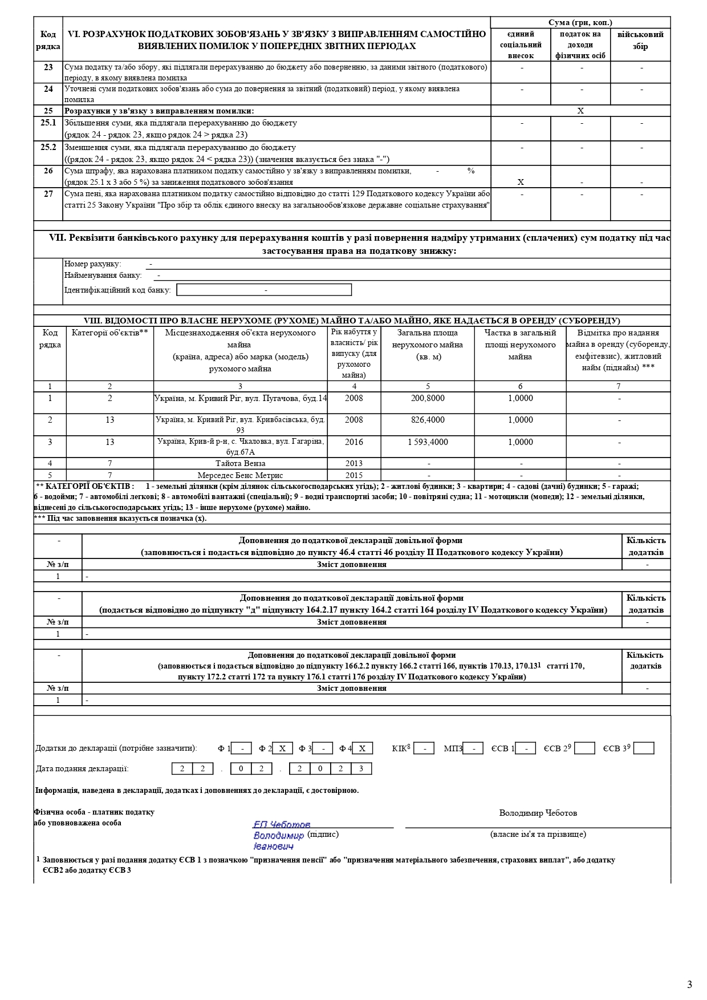 Код рядка
VI. РОЗРАХУНОК ПОДАТКОВИХ ЗОБОВ'ЯЗАНЬ У ЗВ'ЯЗКУ З ВИПРАВЛЕННЯМ САМОСТІЙНО
ВИЯВЛЕНИХ ПОМИЛОК У ПОПЕРЕДНІХ ЗВІТНИХ ПЕРІОДАХ
Сума (грн, коп.)
єдиний соціальний внесок
податок на доходи фізичних осіб
військовий збір
23 Сума податку та/або збору, які підлягали перерахуванню до бюджету або поверненню, за даними звітного (податкового) - - -
періоду, в якому виявлена помилка
24 Уточнені суми податкових зобов'язань або сума до повернення за звітний (податковий) період, у якому виявлена - - -
помилка
25 Розрахунки у зв'язку з виправленням помилки: X
25.1 Збільшення суми, яка підлягала перерахуванню до бюджету - - -
(рядок 24 - рядок 23, якщо рядок 24 > рядка 23)
25.2 Зменшення суми, яка підлягала перерахуванню до бюджету - - -
((рядок 24 - рядок 23, якщо рядок 24 < рядка 23)) (значення вказується без знака "-")
26 Сума штрафу, яка нарахована платником податку самостійно у зв'язку з виправленням помилки, - %
(рядок 25.1 х 3 або 5 %) за заниження податкового зобов'язання X - -
27 Сума пені, яка нарахована платником податку самостійно відповідно до статті 129 Податкового кодексу України або - - -
статті 25 Закону України "Про збір та облік єдиного внеску на загальнообов'язкове державне соціальне страхування"
VII. Реквізити банківського рахунку для перерахування коштів у разі повернення надміру утриманих (сплачених) сум податку під час
застосування права на податкову знижку:
Номер рахунку: -
Найменування банку: -
Ідентифікаційний код банку: -
VIII. ВІДОМОСТІ ПРО ВЛАСНЕ НЕРУХОМЕ (РУХОМЕ) МАЙНО ТА/АБО МАЙНО, ЯКЕ НАДАЄТЬСЯ В ОРЕНДУ (СУБОРЕНДУ)
Код рядка
Категорії об'єктів**
Місцезнаходження об'єкта нерухомого
майна
(країна, адреса) або марка (модель)
рухомого майна
Рік набуття у
власність/ рік
випуску (для
рухомого
майна)
Загальна площа
нерухомого майна
(кв. м)
Частка в загальній
площі нерухомого
майна
Відмітка про надання
майна в оренду (суборенду,
емфітевзис), житловий
найм (піднайм) ***
1 2 3 4 5 6 7
1 2 Україна, м. Кривий Ріг, вул. Пугачова, буд.14 2008 200,8000 1,0000 -
2 13 Україна, м. Кривий Ріг, вул. Кривбасівська, буд. 2008 826,4000 1,0000 -
93
3 13 Україна, Крив-й р-н, с. Чкаловка, вул. Гагаріна, 2016 1 593,4000 1,0000 -
буд.67А
4 7 Тайота Венза 2013 - - -
5 7 Мерседес Бенс Метрис 2015 - - -
** КАТЕГОРІЇ ОБ'ЄКТІВ : 1 - земельні ділянки (крім ділянок сільськогосподарських угідь); 2 - житлові будинки; 3 - квартири; 4 - садові (дачні) будинки; 5 - гаражі;
6 - водойми; 7 - автомобілі легкові; 8 - автомобілі вантажні (спеціальні); 9 - водні транспортні засоби; 10 - повітряні судна; 11 - мотоцикли (мопеди); 12 - земельні ділянки,
віднесені до сільськогосподарських угідь; 13 - інше нерухоме (рухоме) майно.
*** Під час заповнення вказується позначка (х).
- Доповнення до податкової декларації довільної форми Кількість
(заповнюється і подається відповідно до пункту 46.4 статті 46 розділу II Податкового кодексу України) додатків
№ з/п Зміст доповнення -
1 -
- Доповнення до податкової декларації довільної форми Кількість
(подається відповідно до підпункту "д" підпункту 164.2.17 пункту 164.2 статті 164 розділу IV Податкового кодексу України) додатків
№ з/п Зміст доповнення -
1 -
- Доповнення до податкової декларації довільної форми Кількість
(заповнюється і подається відповідно до підпункту 166.2.2 пункту 166.2 статті 166, пунктів 170.13, 170.13¹ статті 170, додатків
пункту 172.2 статті 172 та пункту 176.1 статті 176 розділу IV Податкового кодексу України)
№ з/п Зміст доповнення -
1 -
Додатки до декларації (потрібне зазначити): Ф 1 - Ф 2 X Ф 3 - Ф 4 X КІК⁸ - МПЗ - ЄСВ 1 - ЄСВ 2⁹ ЄСВ 3⁹
Дата подання декларації: 2 2 . 0 2 . 2 0 2 3
Інформація, наведена в декларації, додатках і доповненнях до декларації, є достовірною.
Фізична особа - платник податку Володимир Чеботов
або уповноважена особа
ЕП Чеботов
Володимир (підпис) (власне ім'я та прізвище)
Іванович
1 Заповнюється у разі подання додатку ЄСВ 1 з позначкою "призначення пенсії" або "призначення матеріального забезпечення, страхових виплат", або додатку
ЄСВ2 або додатку ЄСВ 3
3